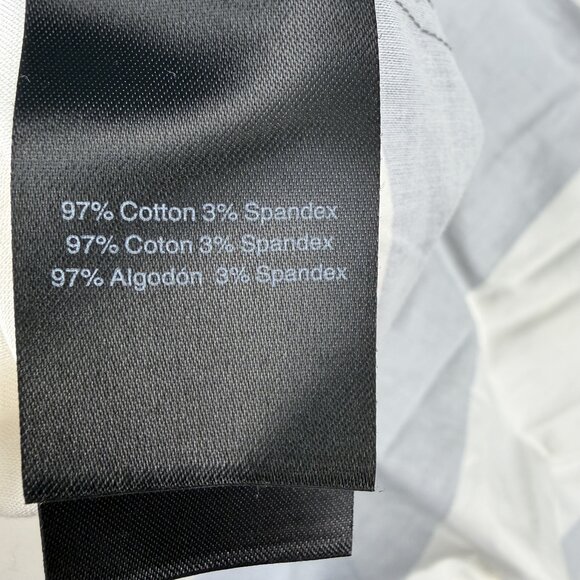 97% Cotton 3% Spandex
97% Coton 3% Spandex
97% Algodón 3% Spandex